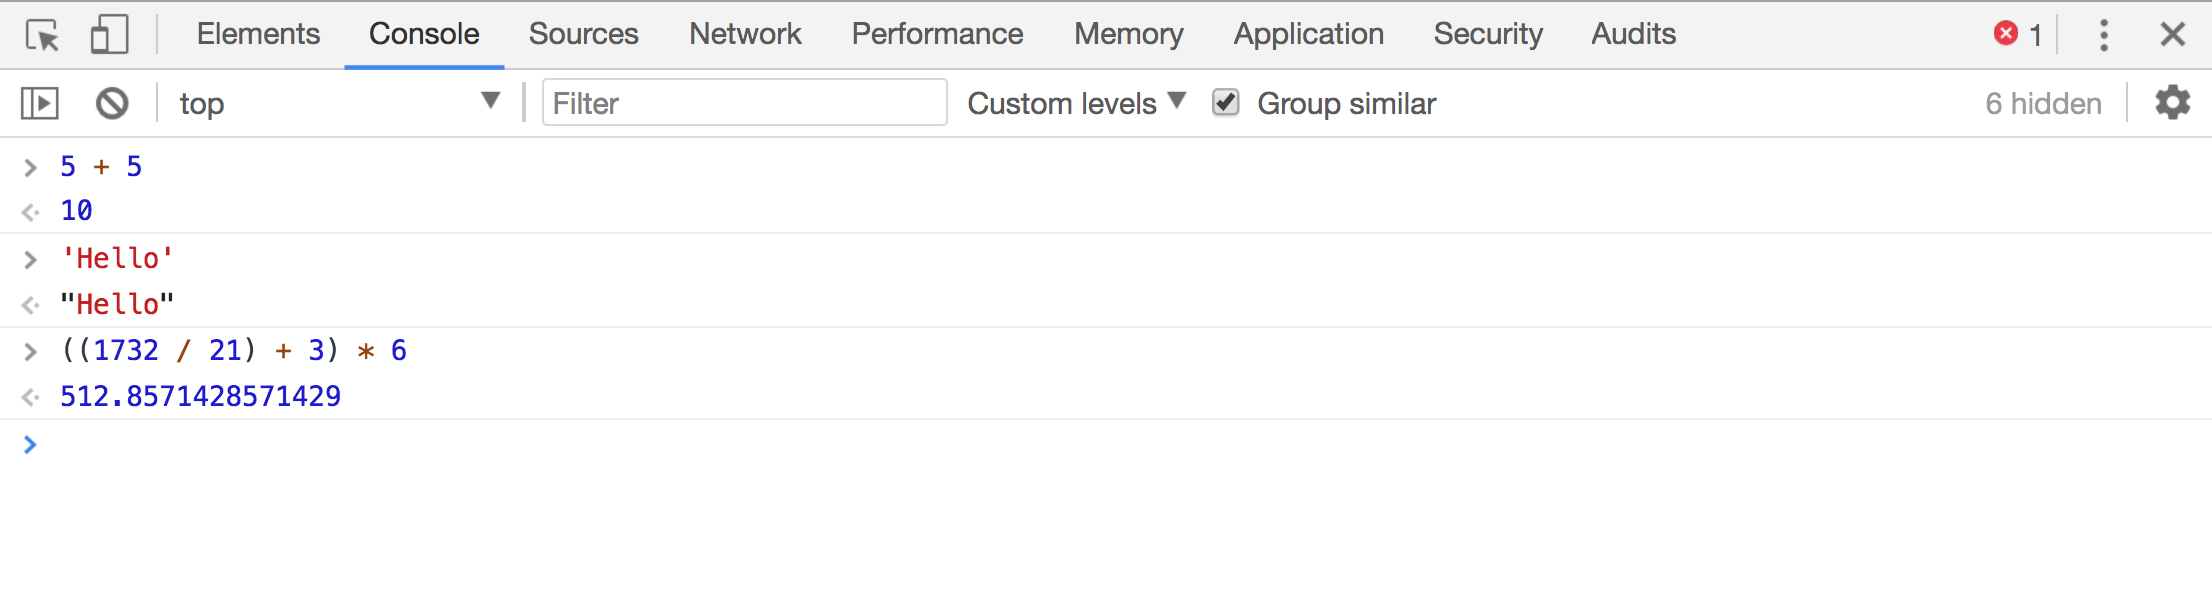 Elements Console Sources Network Performance Memory Application Security Audits 1
top Filter Custom levels Group similar 6 hidden
> 5 + 5
10
> 'Hello'
"Hello"
> ((1732 / 21) + 3) * 6
512.8571428571429
>